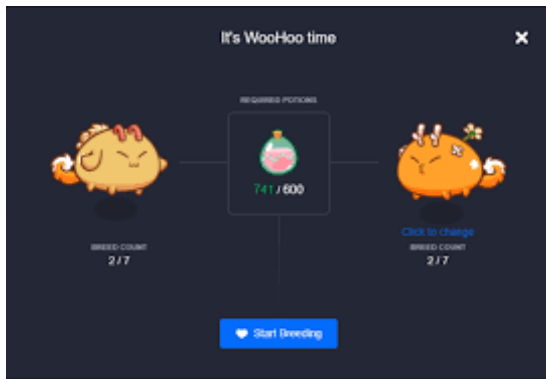 It's WooHoo time
REQUIRED POTIONS
741 / 600
Click to change
BREED COUNT
2 / 7
BREED COUNT
2 / 7
Start Breeding